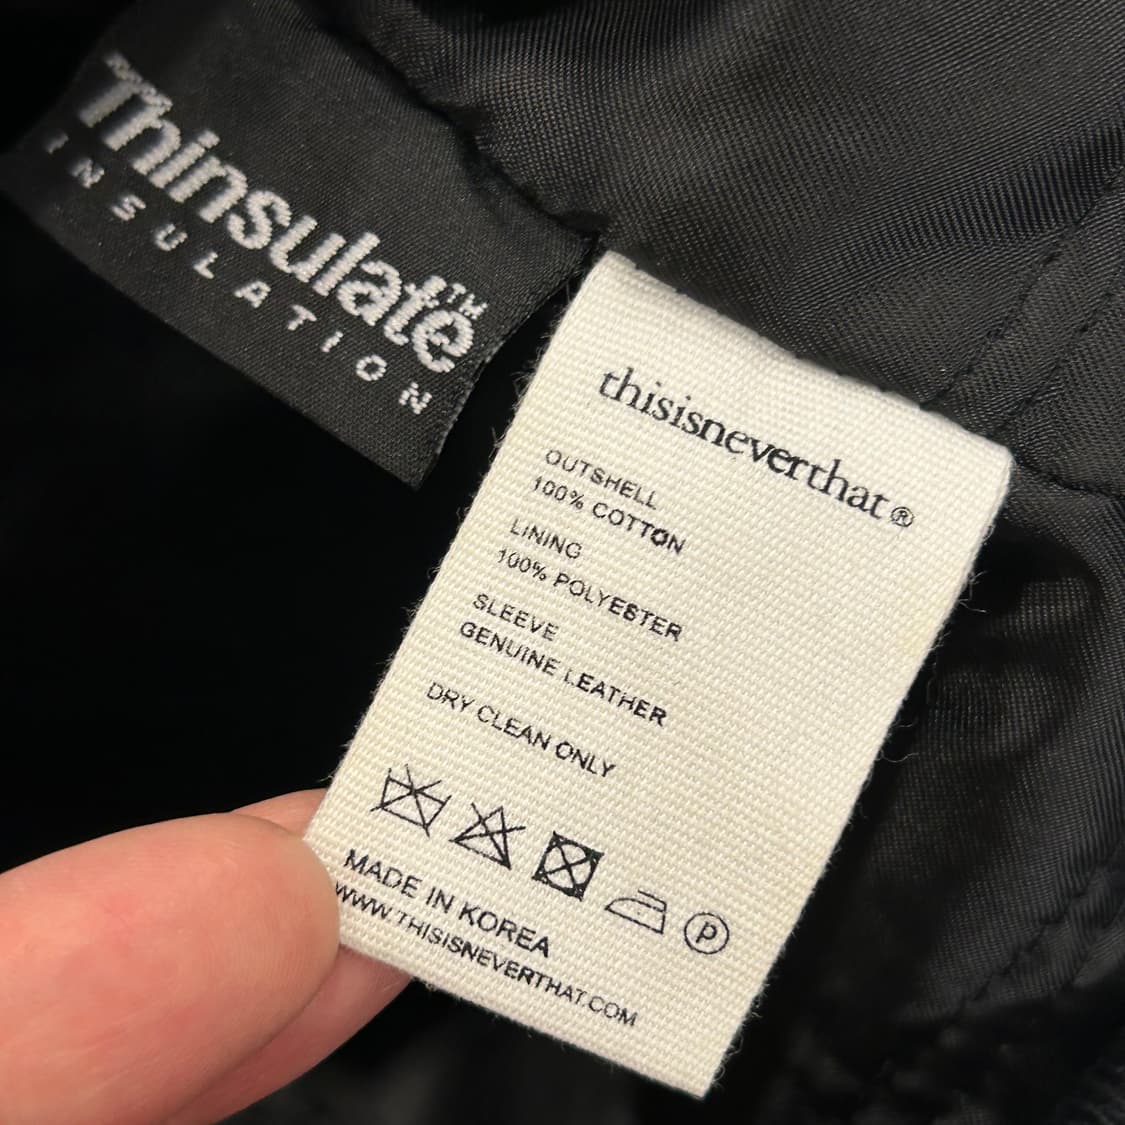 Thinsulate™
INSULATION
thisisneverthat®
OUTSHELL
100% COTTON
LINING
100% POLYESTER
SLEEVE
GENUINE LEATHER
DRY CLEAN ONLY
P
MADE IN KOREA
WWW.THISISNEVERTHAT.COM